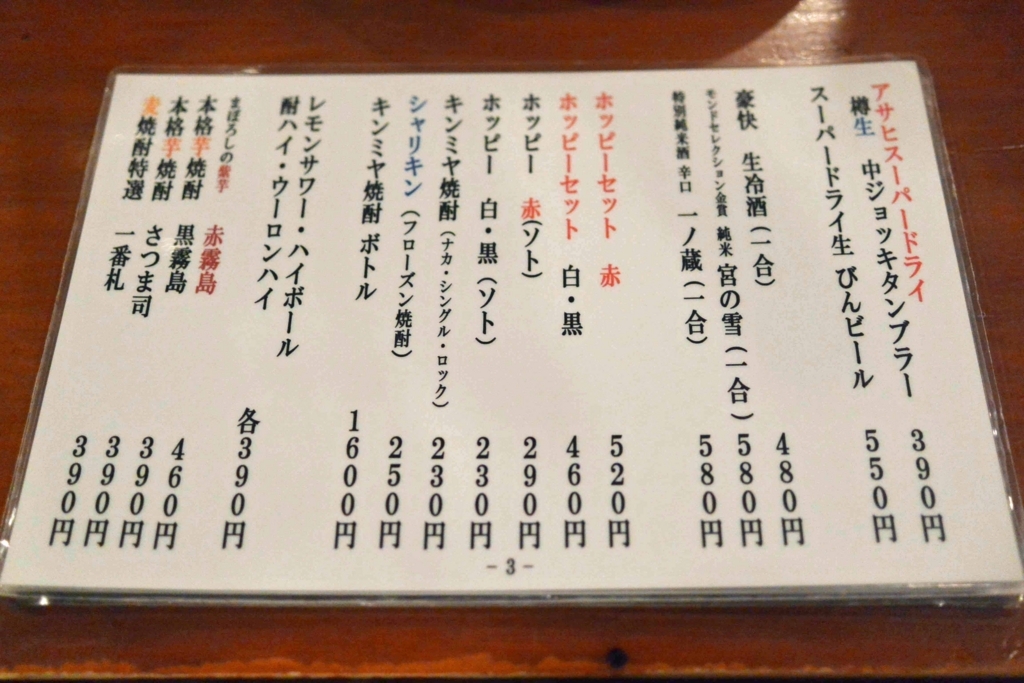 アサヒスーパードライ
樽生 中ジョッキタンブラー 390円
スーパードライ生 びんビール 550円
豪快 生冷酒(一合) 480円
モンドセレクション金賞 純米 宮の雪(一合) 580円
特別純米酒 辛口 一ノ蔵(一合) 580円
ホッピーセット 赤 520円
ホッピーセット 白・黒 460円
ホッピー 赤(ソト) 290円
ホッピー 白・黒(ソト) 230円
キンミヤ焼酎(ナカ・シングル・ロック) 230円
シャリキン(フローズン焼酎) 250円
キンミヤ焼酎 ボトル 1600円
レモンサワー・ハイボール
酎ハイ・ウーロンハイ 各390円
まぼろしの紫芋
本格芋焼酎 赤霧島 460円
本格芋焼酎 黒霧島 390円
麦焼酎特選 さつま司 390円
一番札 390円
- 3 -